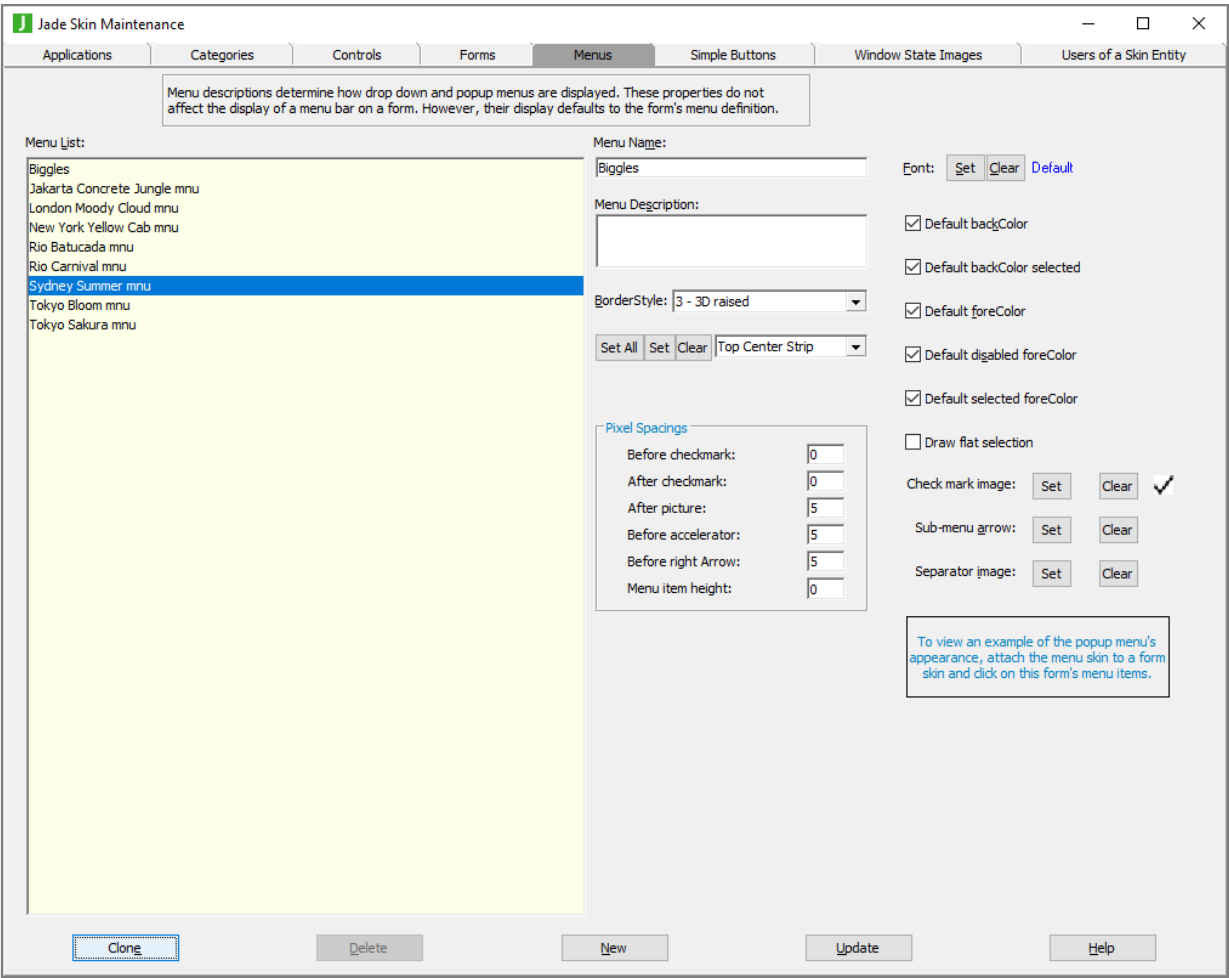 Jade Skin Maintenance
Applications
Categories
Controls
Forms
Menus
Simple Buttons
Window State Images
Users of a Skin Entity
Menu descriptions determine how drop down and popup menus are displayed. These properties do not
affect the display of a menu bar on a form. However, their display defaults to the form's menu definition.
Menu List:
Biggles
Jakarta Concrete Jungle mnu
London Moody Cloud mnu
New York Yellow Cab mnu
Rio Batucada mnu
Rio Carnival mnu
Sydney Summer mnu
Tokyo Bloom mnu
Tokyo Sakura mnu
Menu Name:
Biggles
Menu Description:
BorderStyle: 3 - 3D raised
Set All Set Clear Top Center Strip
Pixel Spacings
Before checkmark: 0
After checkmark: 0
After picture: 5
Before accelerator: 5
Before right Arrow: 5
Menu item height: 0
Font: Set Clear Default
Default backColor
Default backColor selected
Default foreColor
Default disabled foreColor
Default selected foreColor
Draw flat selection
Check mark image: Set Clear
Sub-menu arrow: Set Clear
Separator image: Set Clear
To view an example of the popup menu's
appearance, attach the menu skin to a form
skin and click on this form's menu items.
Clone
Delete
New
Update
Help